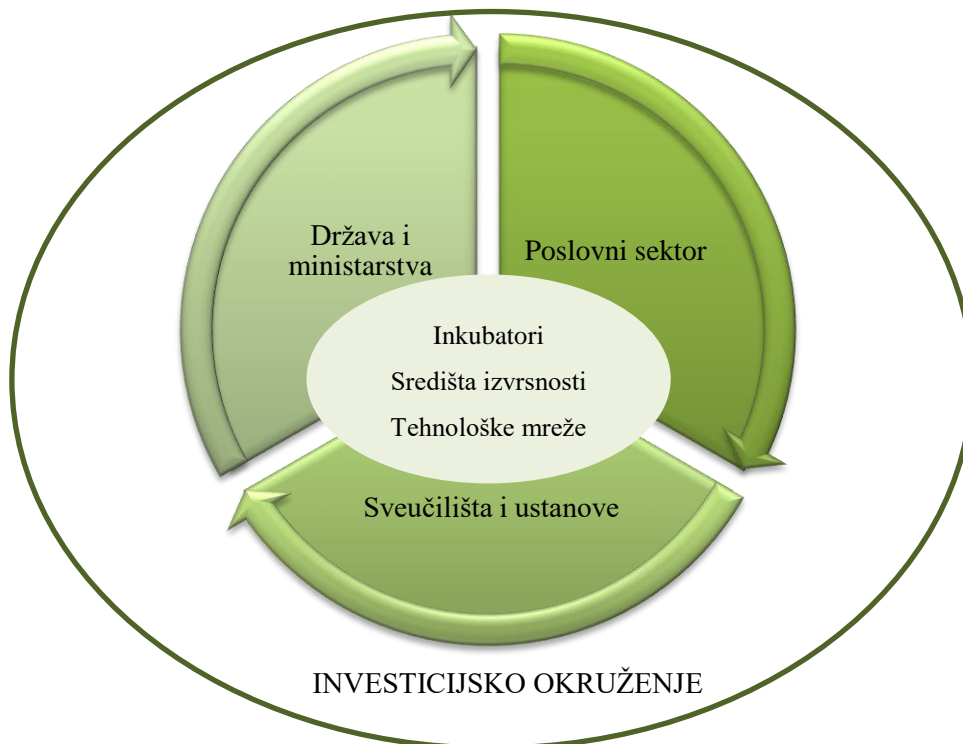 Država i
ministarstva
Poslovni sektor
Inkubatori
Središta izvrsnosti
Tehnološke mreže
Sveučilišta i ustanove
INVESTICIJSKO OKRUŽENJE